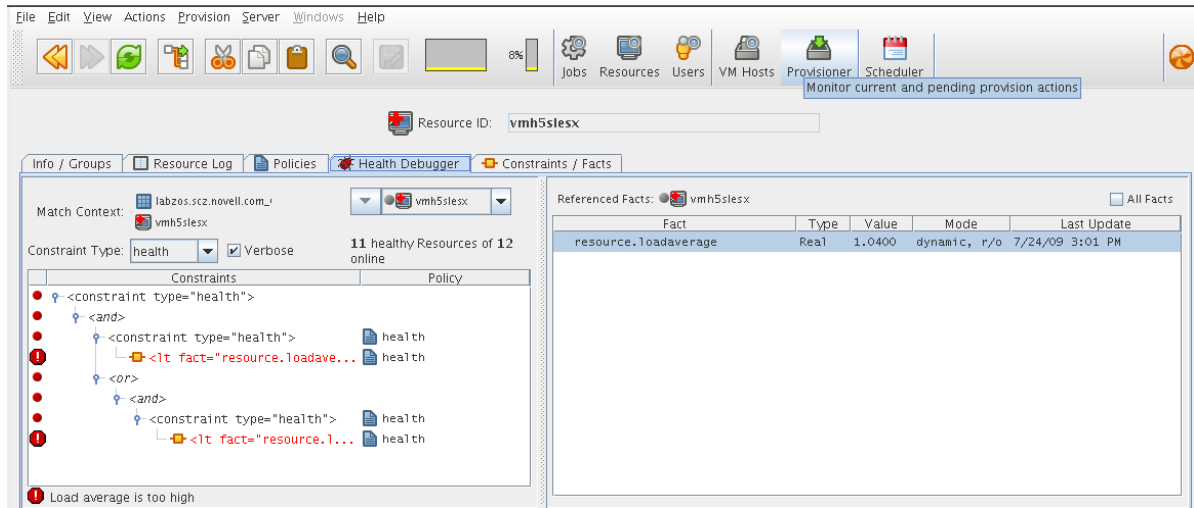 File Edit View Actions Provision Server Windows Help
8%
Jobs Resources Users VM Hosts Provisioner Scheduler
Monitor current and pending provision actions
Resource ID: vmh5slesx
Info / Groups Resource Log Policies Health Debugger Constraints / Facts
Match Context: labzos.scz.novell.com_ vmh5slesx
vmh5slesx
Constraint Type: health Verbose 11 healthy Resources of 12 online
Constraints Policy
<constraint type="health">
<and>
<constraint type="health"> health
<lt fact="resource.loadave... health
<or>
<and>
<constraint type="health"> health
<lt fact="resource.l... health
Load average is too high
Referenced Facts: vmh5slesx All Facts
Fact Type Value Mode Last Update
resource.loadaverage Real 1.0400 dynamic, r/o 7/24/09 3:01 PM